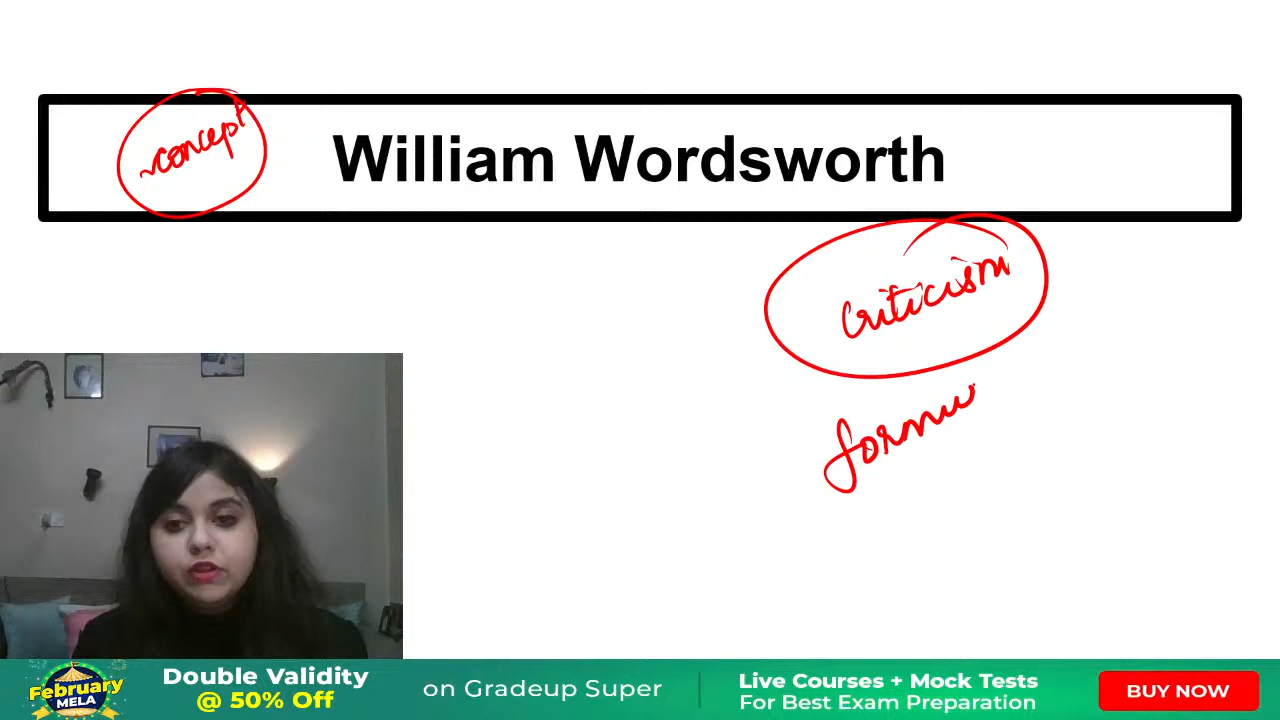 concept
William Wordsworth
Criticism
formu
February
MELA
Double Validity
@ 50% Off
on Gradeup Super
Live Courses + Mock Tests
For Best Exam Preparation
BUY NOW